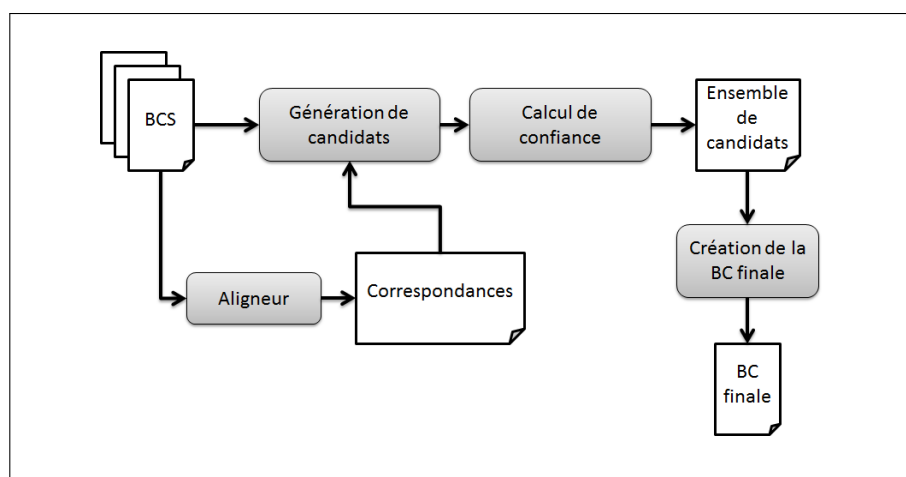 BCS
Génération de
candidats
Calcul de
confiance
Ensemble
de
candidats
Aligneur
Correspondances
Création de la
BC finale
BC
finale